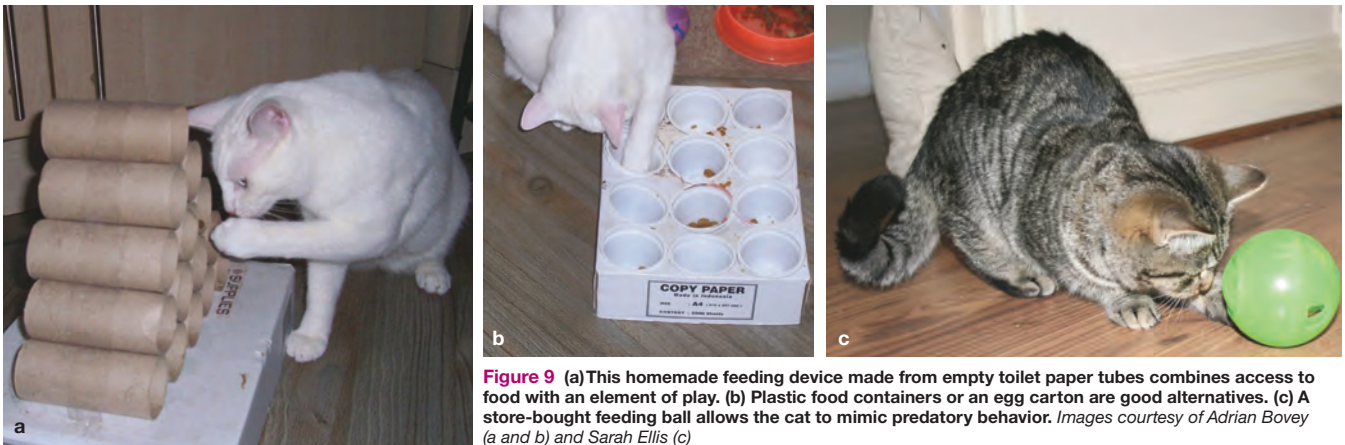 SUPPLIES
a
COPY PAPER
Made in Indonesia
A4
b
c
Figure 9 (a) This homemade feeding device made from empty toilet paper tubes combines access to
food with an element of play. (b) Plastic food containers or an egg carton are good alternatives. (c) A
store-bought feeding ball allows the cat to mimic predatory behavior. Images courtesy of Adrian Bovey
(a and b) and Sarah Ellis (c)